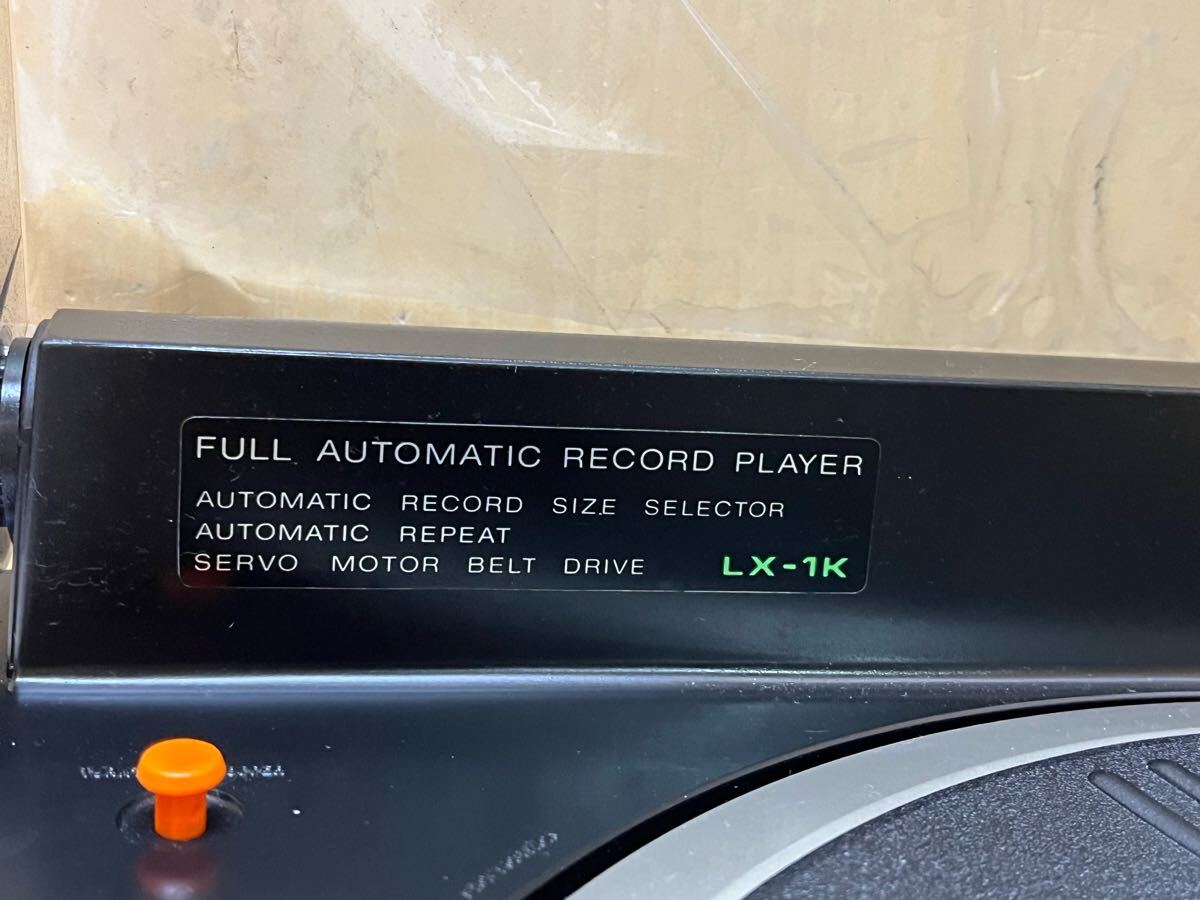 FULL AUTOMATIC RECORD PLAYER
AUTOMATIC RECORD SIZE SELECTOR
AUTOMATIC REPEAT
SERVO MOTOR BELT DRIVE LX-1K